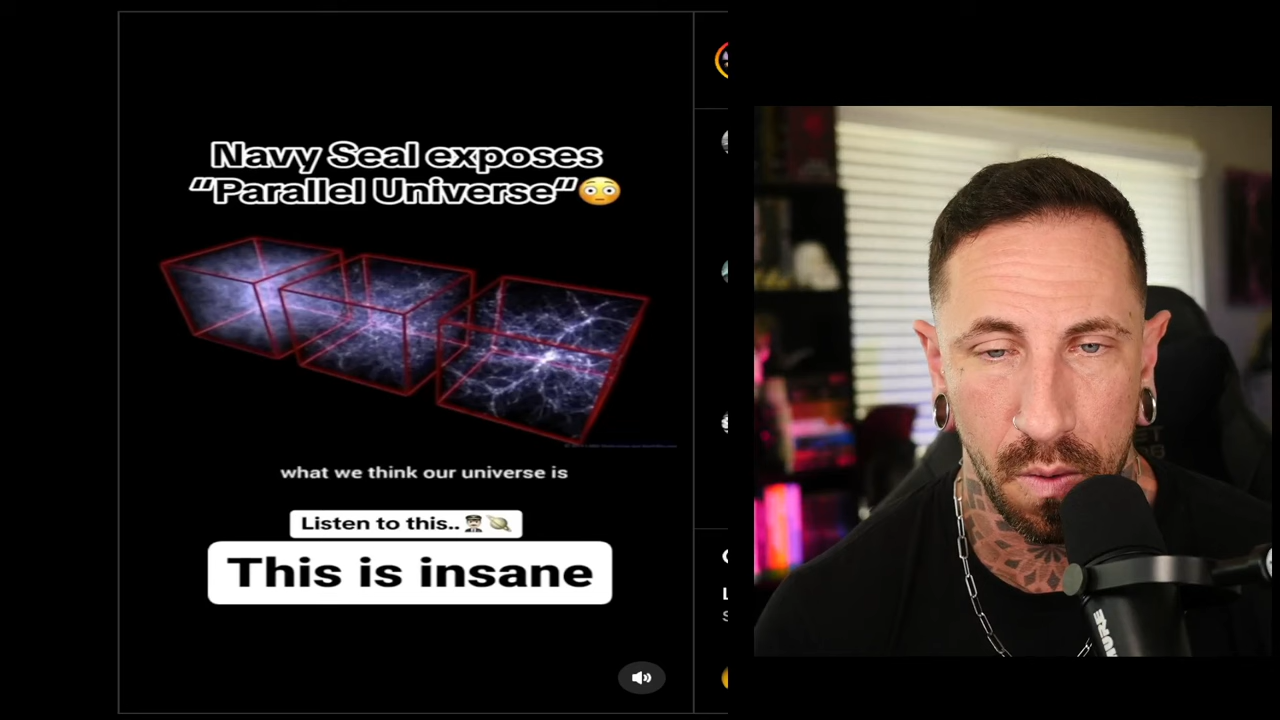 Navy Seal exposes
“Parallel Universe”😳
what we think our universe is
Listen to this..👨🏻‍✈️🪐
This is insane